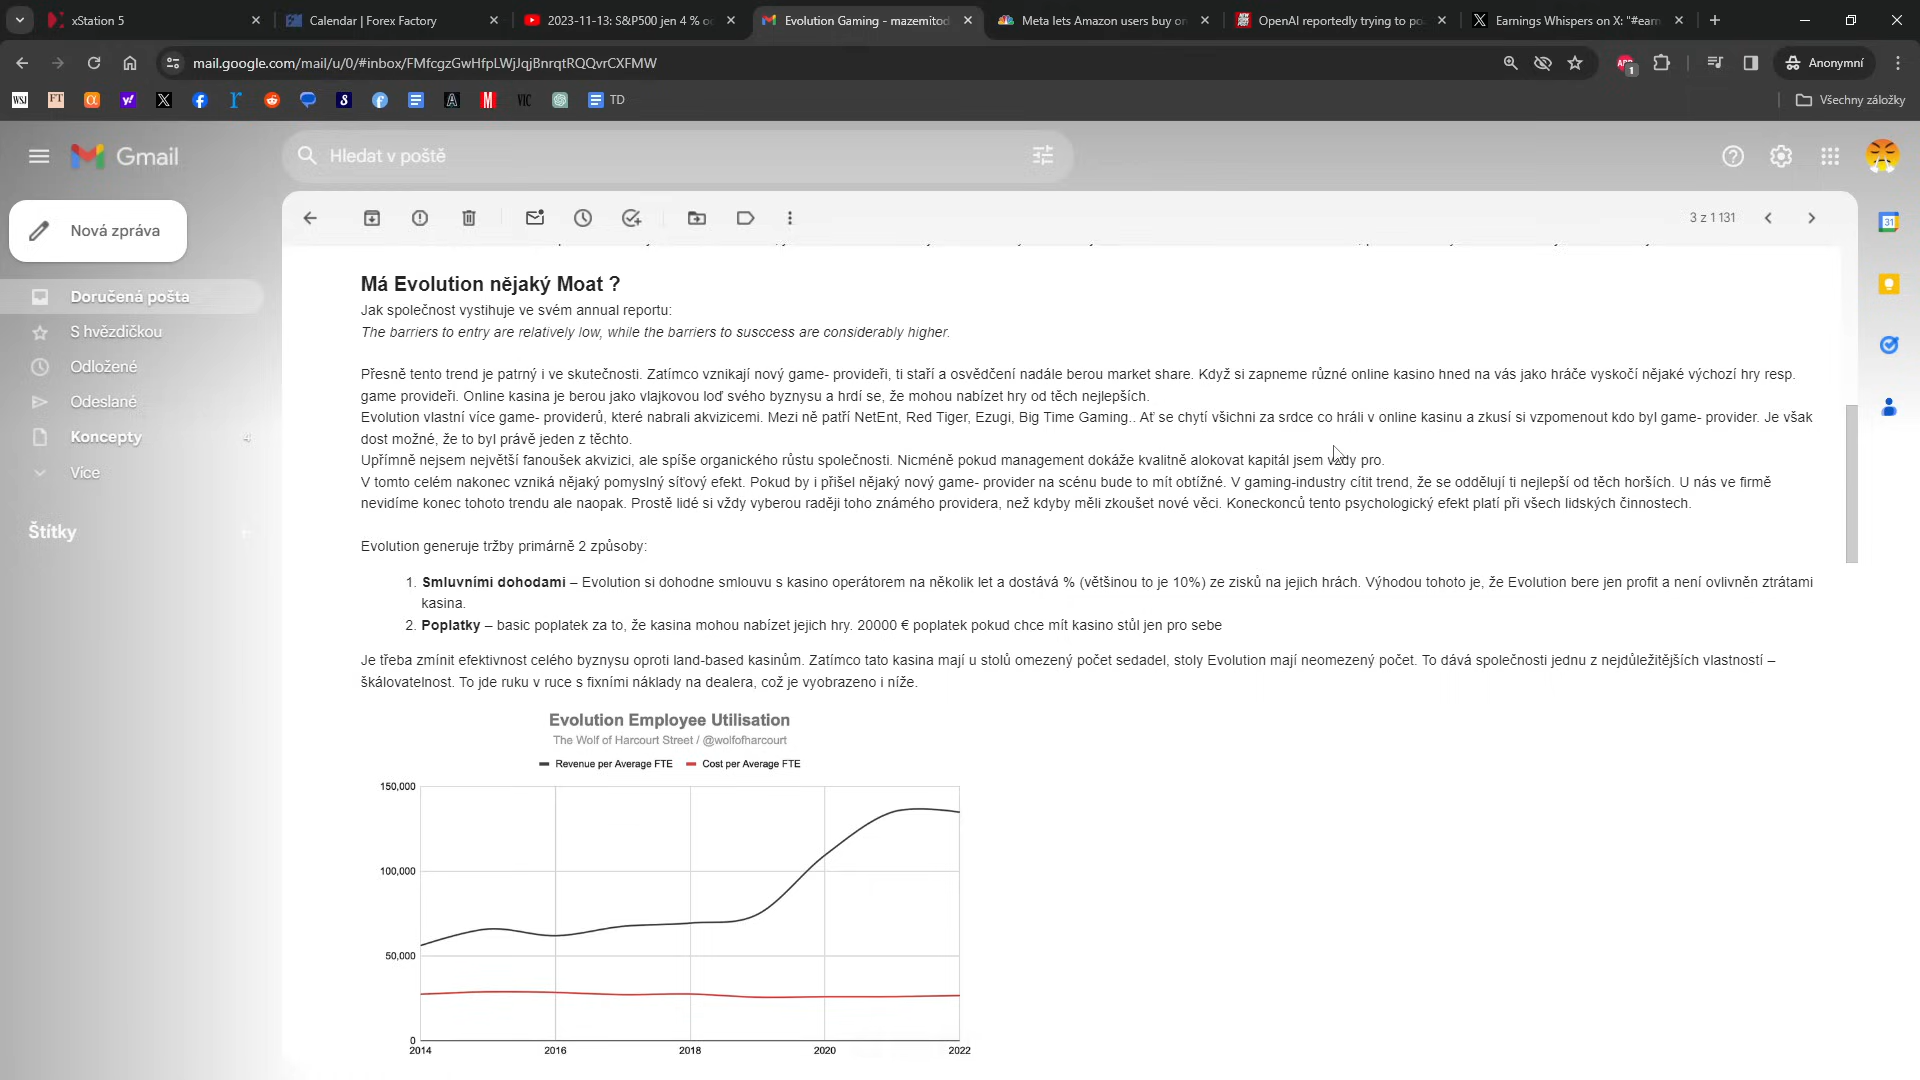 xStation 5
Calendar | Forex Factory
2023-11-13: S&P500 jen 4 % o
Evolution Gaming - mazemitod
Meta lets Amazon users buy on
OpenAI reportedly trying to po
Earnings Whispers on X: "#earn
mail.google.com/mail/u/0/#inbox/FMfcgzGwHfpLWjJqjBnrqtRQQvrCXFMW
Anonymní
TD
Všechny záložky
Gmail
Hledat v poště
Nová zpráva
3 z 1 131
Doručená pošta
S hvězdičkou
Odložené
Odeslané
Koncepty 4
Více
Štítky
Má Evolution nějaký Moat ?
Jak společnost vystihuje ve svém annual reportu:
The barriers to entry are relatively low, while the barriers to susccess are considerably higher.
Přesně tento trend je patrný i ve skutečnosti. Zatímco vznikají nový game- provideři, ti staří a osvědčení nadále berou market share. Když si zapneme různé online kasino hned na vás jako hráče vyskočí nějaké výchozí hry resp.
game provideři. Online kasina je berou jako vlajkovou loď svého byznysu a hrdí se, že mohou nabízet hry od těch nejlepších.
Evolution vlastní více game- providerů, které nabrali akvizicemi. Mezi ně patří NetEnt, Red Tiger, Ezugi, Big Time Gaming.. Ať se chytí všichni za srdce co hráli v online kasinu a zkusí si vzpomenout kdo byl game- provider. Je však
dost možné, že to byl právě jeden z těchto.
Upřímně nejsem největší fanoušek akvizici, ale spíše organického růstu společnosti. Nicméně pokud management dokáže kvalitně alokovat kapitál jsem vždy pro.
V tomto celém nakonec vzniká nějaký pomyslný síťový efekt. Pokud by i přišel nějaký nový game- provider na scénu bude to mít obtížné. V gaming-industry cítit trend, že se oddělují ti nejlepší od těch horších. U nás ve firmě
nevidíme konec tohoto trendu ale naopak. Prostě lidé si vždy vyberou raději toho známého providera, než kdyby měli zkoušet nové věci. Koneckonců tento psychologický efekt platí při všech lidských činnostech.
Evolution generuje tržby primárně 2 způsoby:
1. Smluvními dohodami – Evolution si dohodne smlouvu s kasino operátorem na několik let a dostává % (většinou to je 10%) ze zisků na jejich hrách. Výhodou tohoto je, že Evolution bere jen profit a není ovlivněn ztrátami
kasina.
2. Poplatky – basic poplatek za to, že kasina mohou nabízet jejich hry. 20000 € poplatek pokud chce mít kasino stůl jen pro sebe
Je třeba zmínit efektivnost celého byznysu oproti land-based kasinům. Zatímco tato kasina mají u stolů omezený počet sedadel, stoly Evolution mají neomezený počet. To dává společnosti jednu z nejdůležitějších vlastností –
škálovatelnost. To jde ruku v ruce s fixními náklady na dealera, což je vyobrazeno i níže.
Evolution Employee Utilisation
The Wolf of Harcourt Street / @wolfofharcourt
Revenue per Average FTE Cost per Average FTE
150,000
100,000
50,000
0
2014 2016 2018 2020 2022